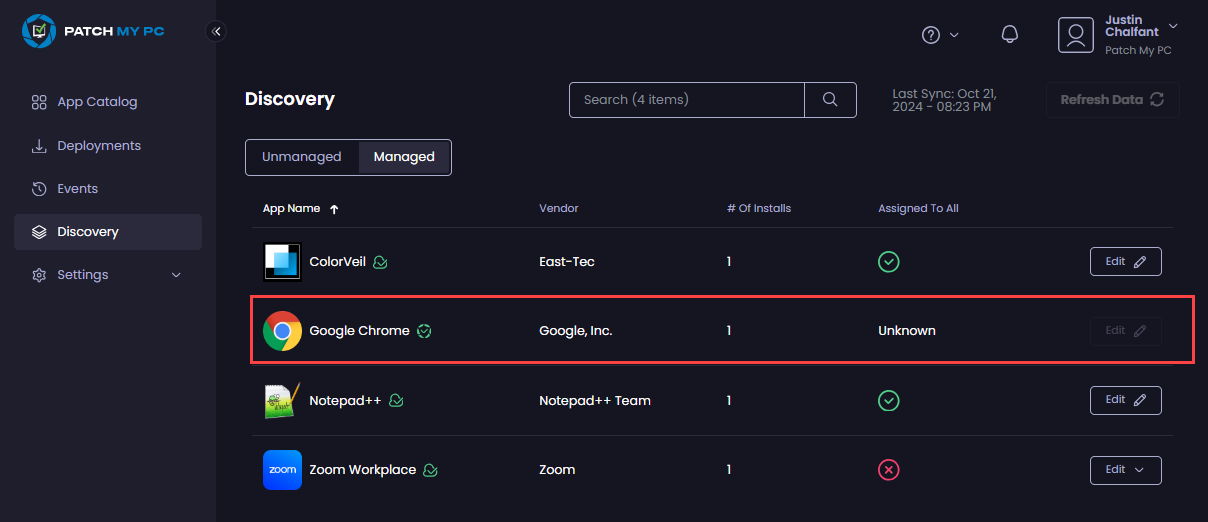 PATCH MY PC
Justin
Chalfant
Patch My PC
App Catalog
Deployments
Events
Discovery
Settings
Discovery
Search (4 items)
Last Sync: Oct 21,
2024 - 08:23 PM
Refresh Data
Unmanaged Managed
App Name Vendor # Of Installs Assigned To All
ColorVeil East-Tec 1 Edit
Google Chrome Google, Inc. 1 Unknown Edit
Notepad++ Notepad++ Team 1 Edit
zoom Zoom Workplace Zoom 1 Edit